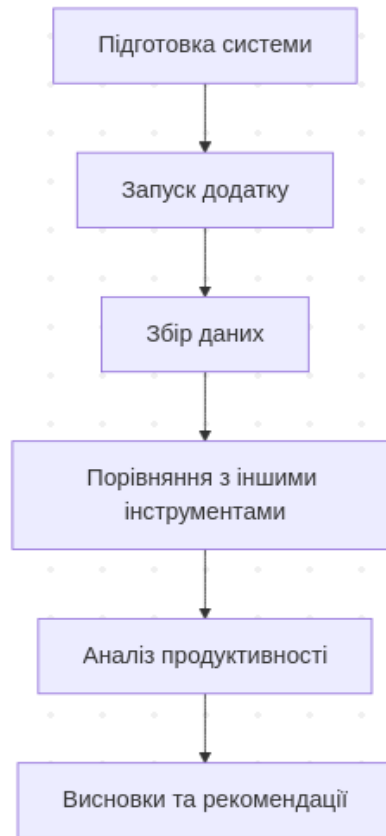 Підготовка системи
Запуск додатку
Збір даних
Порівняння з іншими
інструментами
Аналіз продуктивності
Висновки та рекомендації